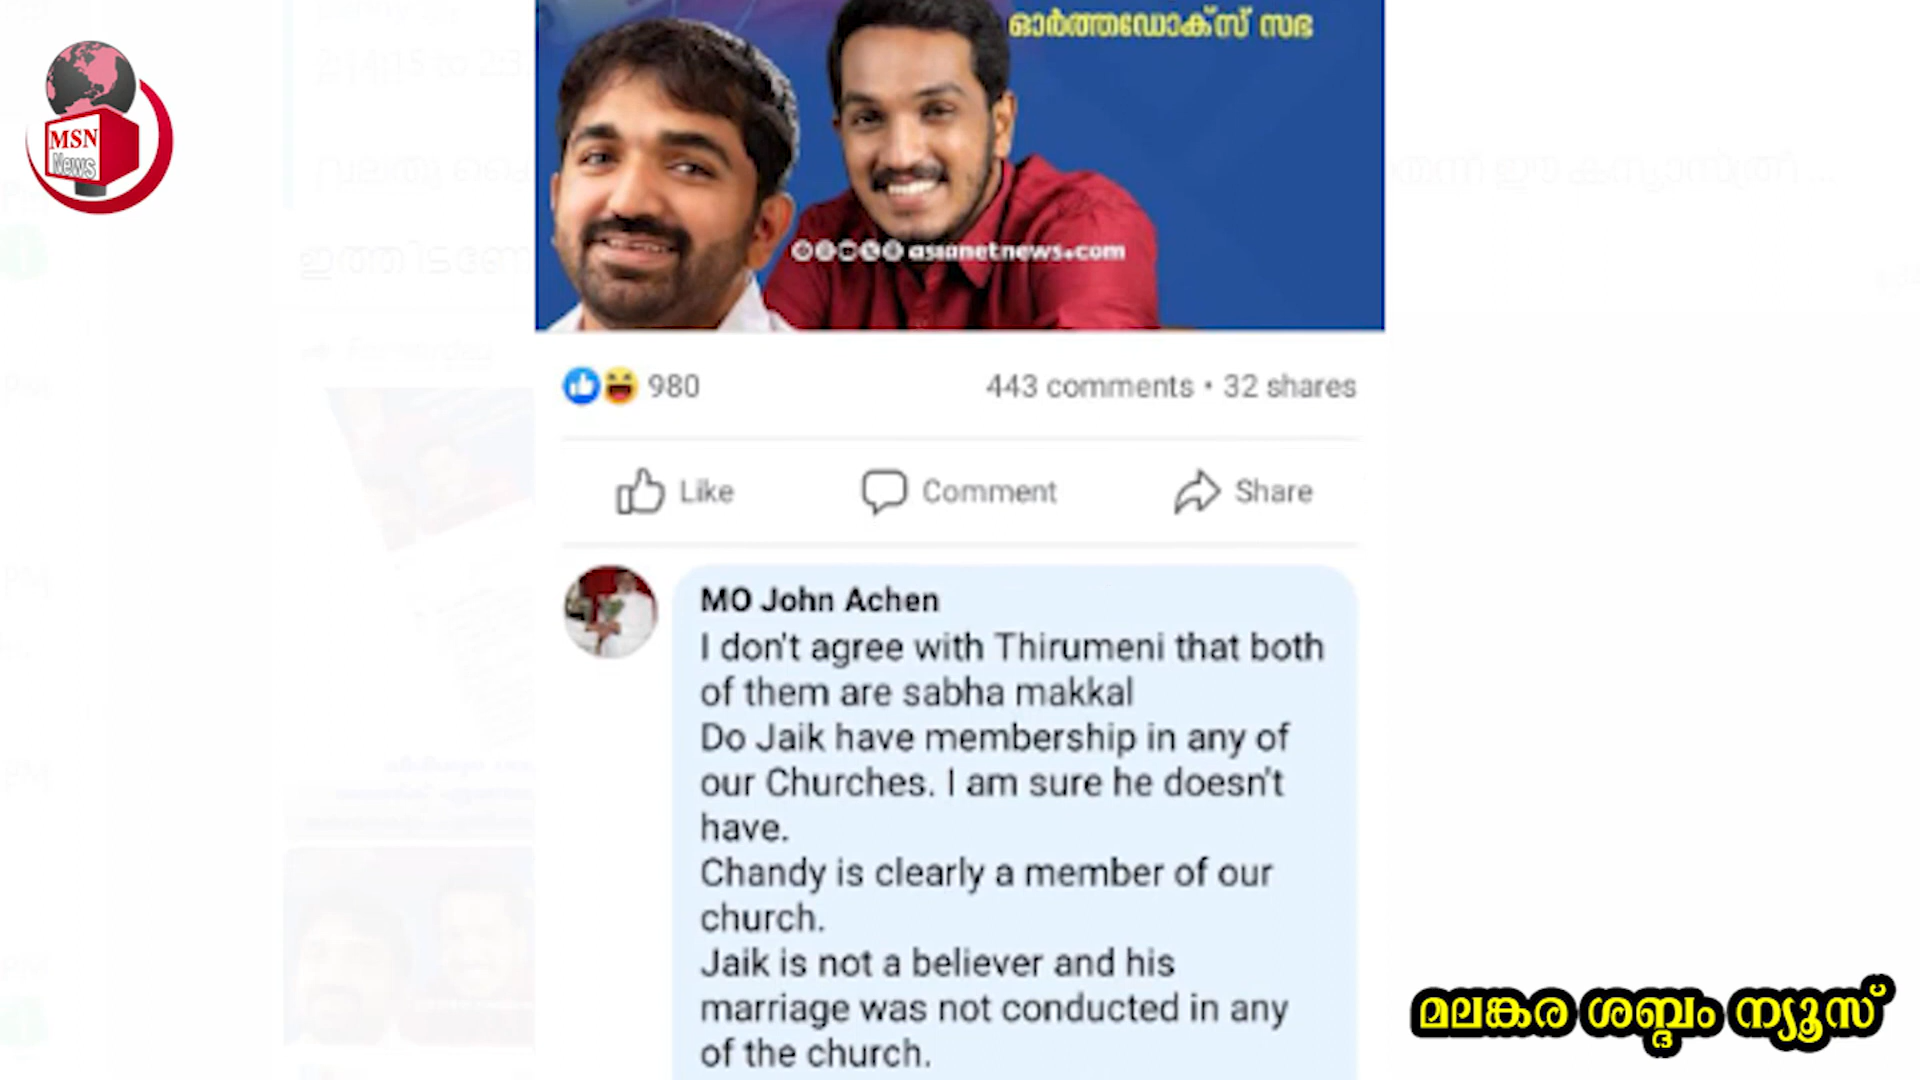 ഓർത്തഡോക്സ് സഭ
MSN
News
asianetnews.com
980
443 comments • 32 shares
Like
Comment
Share
MO John Achen
I don't agree with Thirumeni that both
of them are sabha makkal
Do Jaik have membership in any of
our Churches. I am sure he doesn't
have.
Chandy is clearly a member of our
church.
Jaik is not a believer and his
marriage was not conducted in any
of the church.
മലങ്കര ശബ്ദം ന്യൂസ്